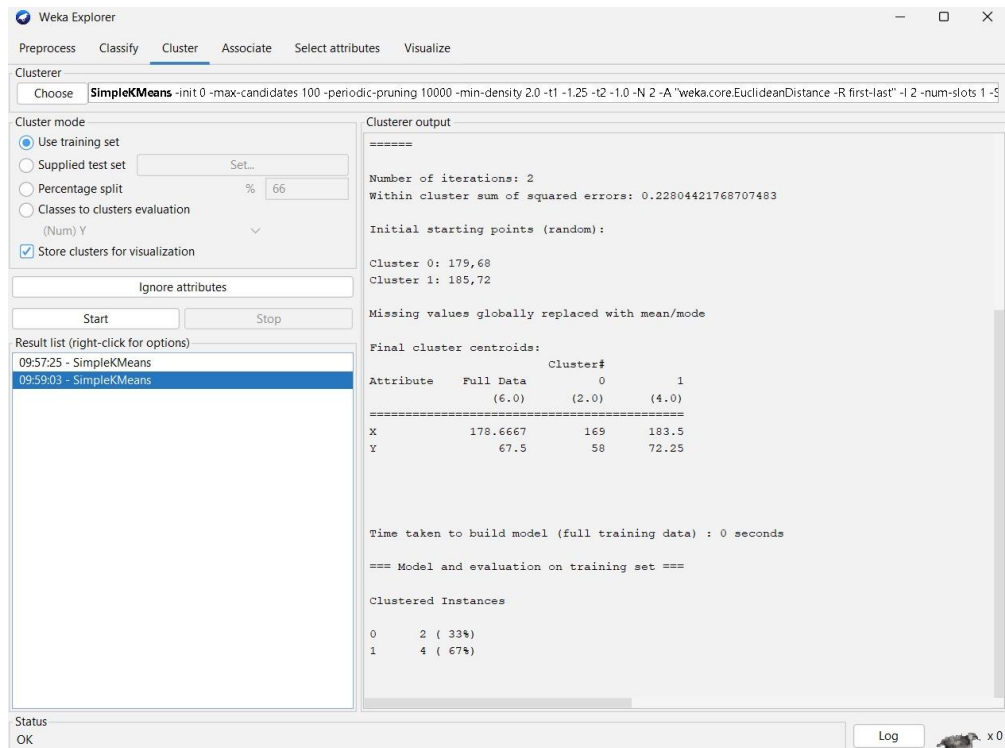 Weka Explorer
Preprocess Classify Cluster Associate Select attributes Visualize
Clusterer
Choose SimpleKMeans -init 0 -max-candidates 100 -periodic-pruning 10000 -min-density 2.0 -t1 -1.25 -t2 -1.0 -N 2 -A "weka.core.EuclideanDistance -R first-last" -I 2 -num-slots 1 -S
Cluster mode
Use training set
Supplied test set Set...
Percentage split % 66
Classes to clusters evaluation
(Num) Y
Store clusters for visualization
Ignore attributes
Start Stop
Result list (right-click for options)
09:57:25 - SimpleKMeans
09:59:03 - SimpleKMeans
Clusterer output
======
Number of iterations: 2
Within cluster sum of squared errors: 0.22804421768707483
Initial starting points (random):
Cluster 0: 179,68
Cluster 1: 185,72
Missing values globally replaced with mean/mode
Final cluster centroids:
Cluster#
Attribute Full Data 0 1
(6.0) (2.0) (4.0)
============================================
X 178.6667 169 183.5
Y 67.5 58 72.25
Time taken to build model (full training data) : 0 seconds
=== Model and evaluation on training set ===
Clustered Instances
0 2 ( 33%)
1 4 ( 67%)
Status
OK
Log x 0